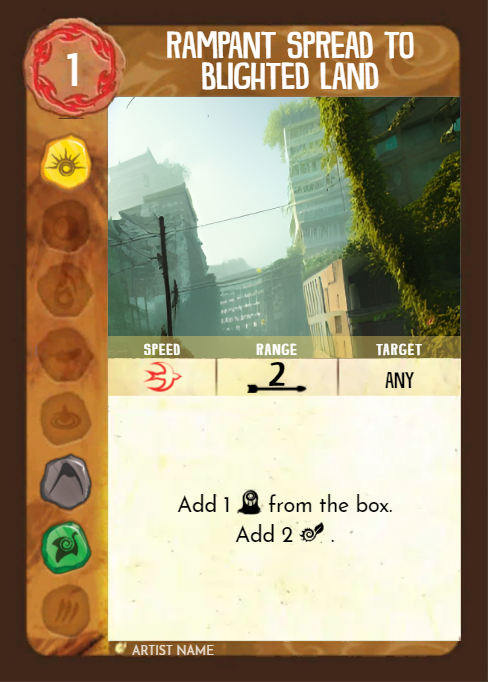 1
RAMPANT SPREAD TO
BLIGHTED LAND
SPEED RANGE TARGET
2 ANY
Add 1 from the box.
Add 2 .
ARTIST NAME